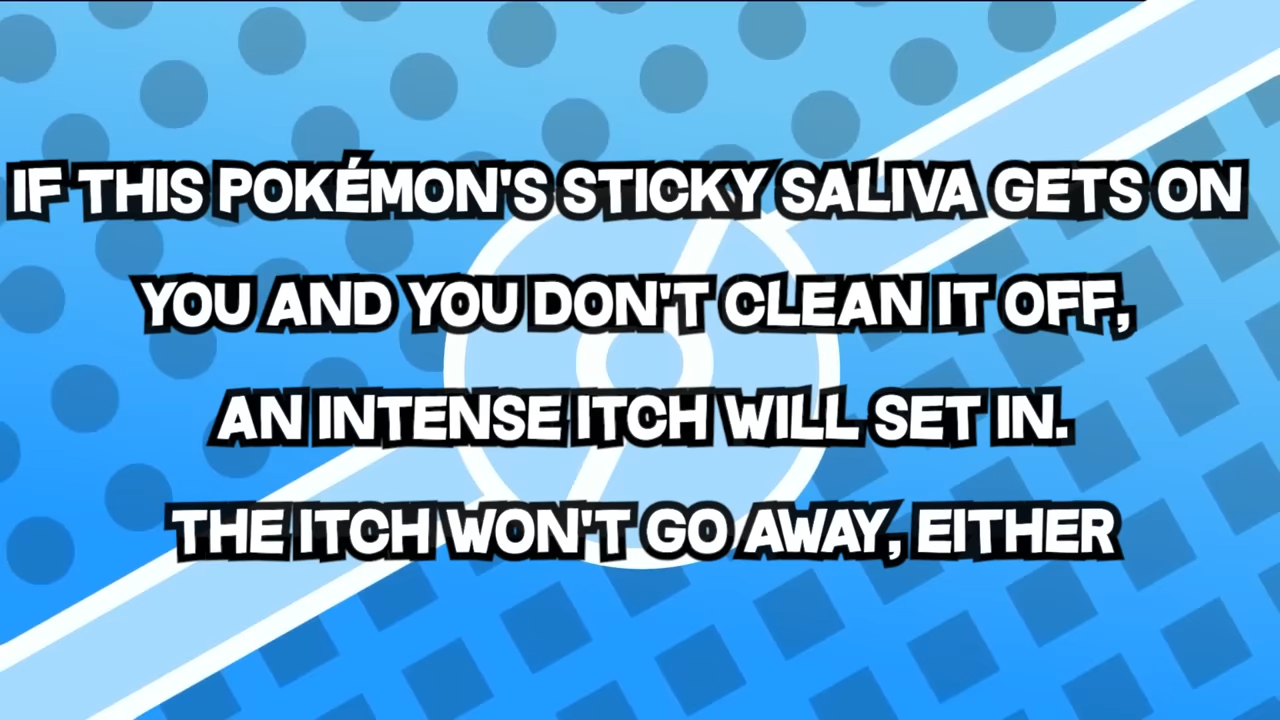 IF THIS POKÉMON'S STICKY SALIVA GETS ON
YOU AND YOU DON'T CLEAN IT OFF,
AN INTENSE ITCH WILL SET IN.
THE ITCH WON'T GO AWAY, EITHER